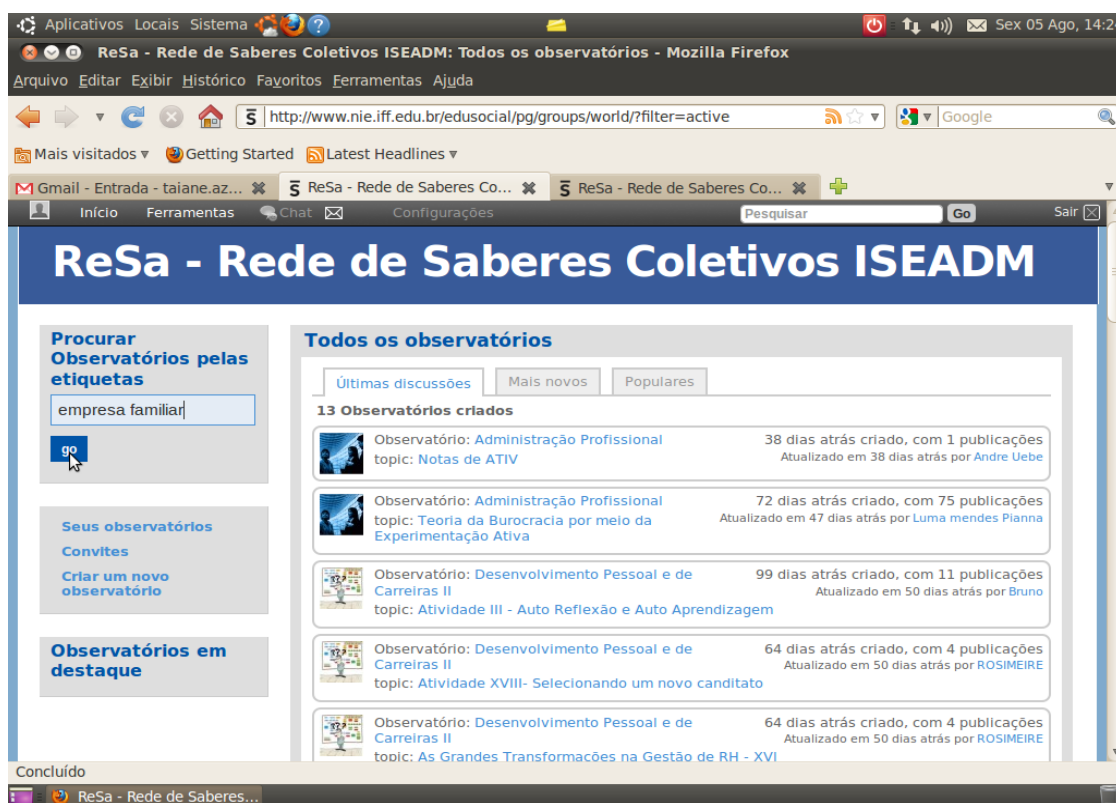 Aplicativos Locais Sistema Sex 05 Ago, 14:2
ReSa - Rede de Saberes Coletivos ISEADM: Todos os observatórios - Mozilla Firefox
Arquivo Editar Exibir Histórico Favoritos Ferramentas Ajuda
http://www.nie.iff.edu.br/edusocial/pg/groups/world/?filter=active Google
Mais visitados Getting Started Latest Headlines
Gmail - Entrada - taiane.az... ReSa - Rede de Saberes Co... ReSa - Rede de Saberes Co...
Início Ferramentas Chat Configurações Pesquisar Go Sair
ReSa - Rede de Saberes Coletivos ISEADM
Procurar
Observatórios pelas
etiquetas
empresa familiar
go
Seus observatórios
Convites
Criar um novo
observatório
Observatórios em
destaque
Todos os observatórios
Últimas discussões Mais novos Populares
13 Observatórios criados
Observatório: Administração Profissional 38 dias atrás criado, com 1 publicações
topic: Notas de ATIV Atualizado em 38 dias atrás por Andre Uebe
Observatório: Administração Profissional 72 dias atrás criado, com 75 publicações
topic: Teoria da Burocracia por meio da Atualizado em 47 dias atrás por Luma mendes Pianna
Experimentação Ativa
Observatório: Desenvolvimento Pessoal e de 99 dias atrás criado, com 11 publicações
Carreiras II Atualizado em 50 dias atrás por Bruno
topic: Atividade III - Auto Reflexão e Auto Aprendizagem
Observatório: Desenvolvimento Pessoal e de 64 dias atrás criado, com 4 publicações
Carreiras II Atualizado em 50 dias atrás por ROSIMEIRE
topic: Atividade XVIII- Selecionando um novo canditato
Observatório: Desenvolvimento Pessoal e de 64 dias atrás criado, com 4 publicações
Carreiras II Atualizado em 50 dias atrás por ROSIMEIRE
topic: As Grandes Transformações na Gestão de RH - XVI
Concluído
ReSa - Rede de Saberes...